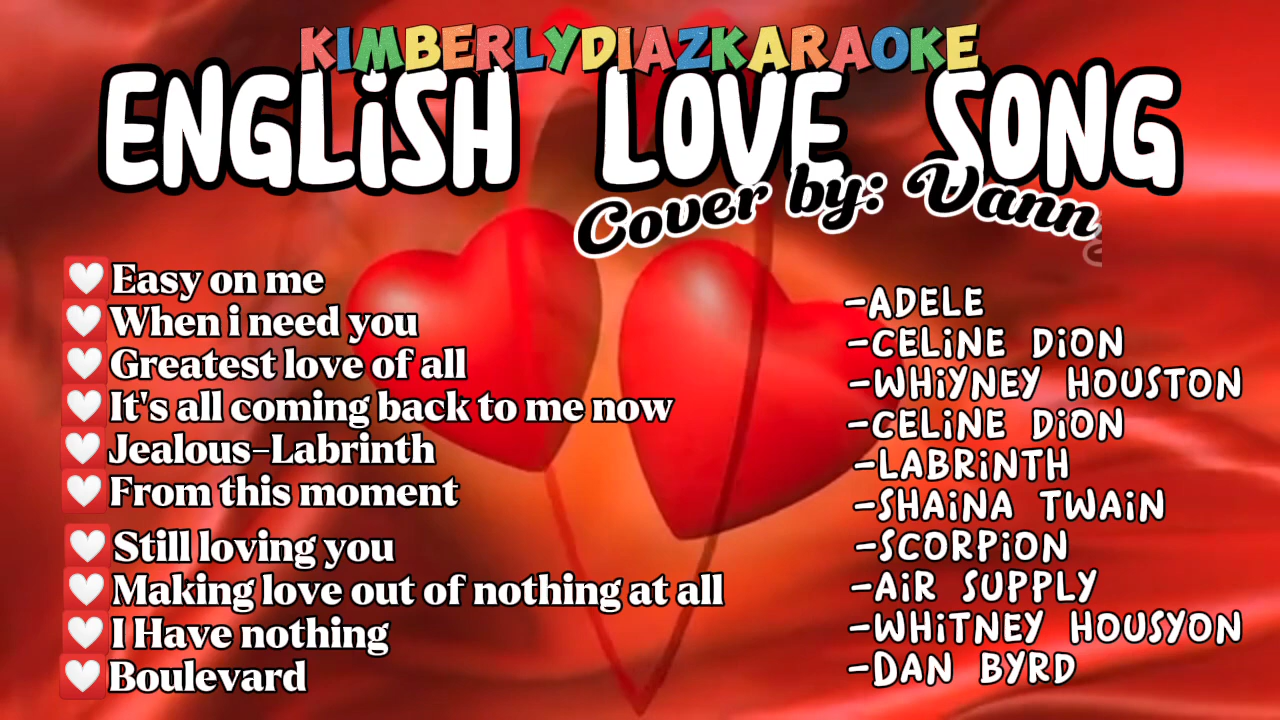 KIMBERLYDIAZKARAOKE
ENGLiSH LOVE SONG
Cover by: Vann
Easy on me
When i need you
Greatest love of all
It's all coming back to me now
Jealous-Labrinth
From this moment
Still loving you
Making love out of nothing at all
I Have nothing
Boulevard
-ADELE
-CELiNE DiON
-WHiYNEY HOUSTON
-CELiNE DiON
-LABRiNTH
-SHAiNA TWAiN
-SCORPiON
-AiR SUPPLY
-WHiTNEY HOUSYON
-DAN BYRD